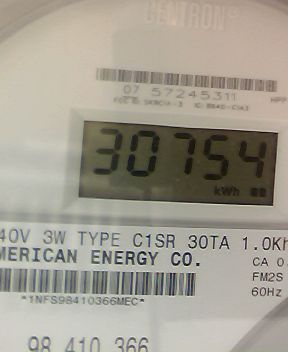 CENTRON®
07 57245311
30754
kWh
40V 3W TYPE C1SR 30TA 1.0Kh
MERICAN ENERGY CO.
CA 0.
FM2S
60Hz
*1NFS98410366MEC*
98 410 366